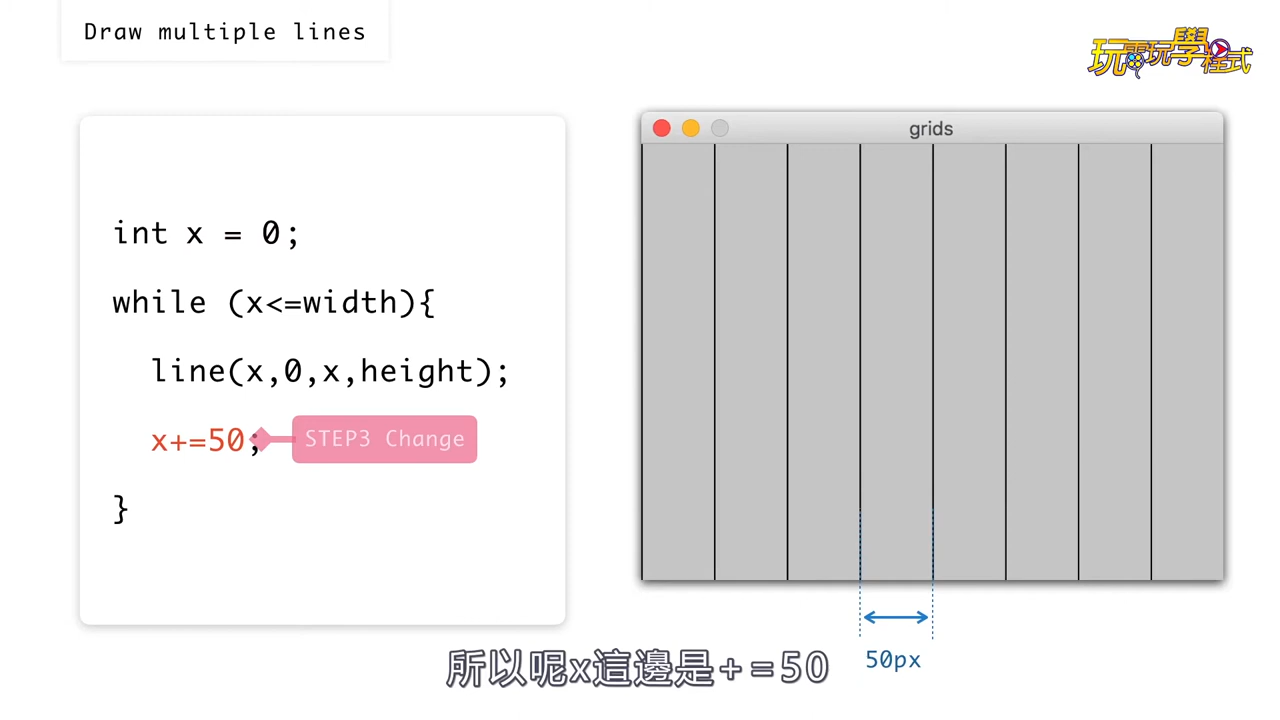 Draw multiple lines
玩電玩學程式
grids
int x = 0;
while (x<=width){
line(x,0,x,height);
x+=50;
STEP3 Change
}
50px
所以呢x這邊是+=50